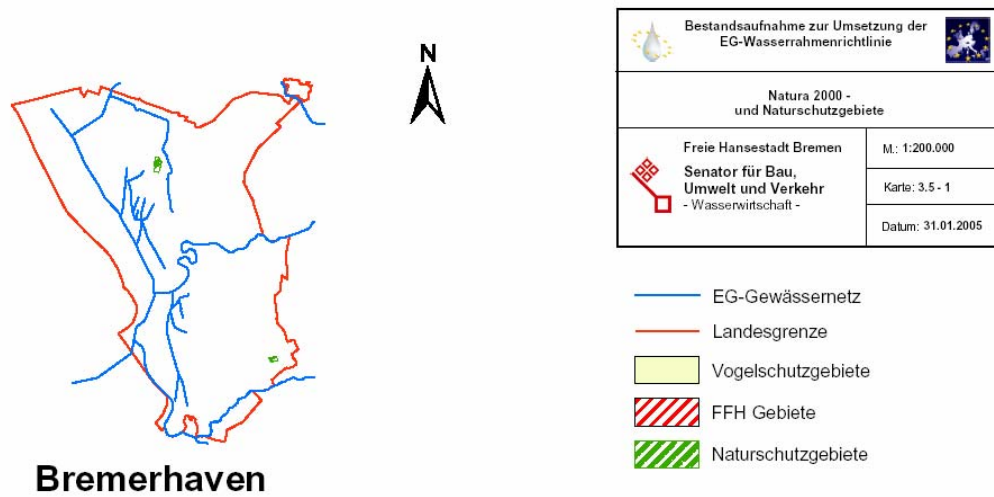 N
Bremerhaven
Bestandsaufnahme zur Umsetzung der
EG-Wasserrahmenrichtlinie
Natura 2000 -
und Naturschutzgebiete
Freie Hansestadt Bremen
Senator für Bau,
Umwelt und Verkehr
- Wasserwirtschaft -
M.: 1:200.000
Karte: 3.5 - 1
Datum: 31.01.2005
EG-Gewässernetz
Landesgrenze
Vogelschutzgebiete
FFH Gebiete
Naturschutzgebiete